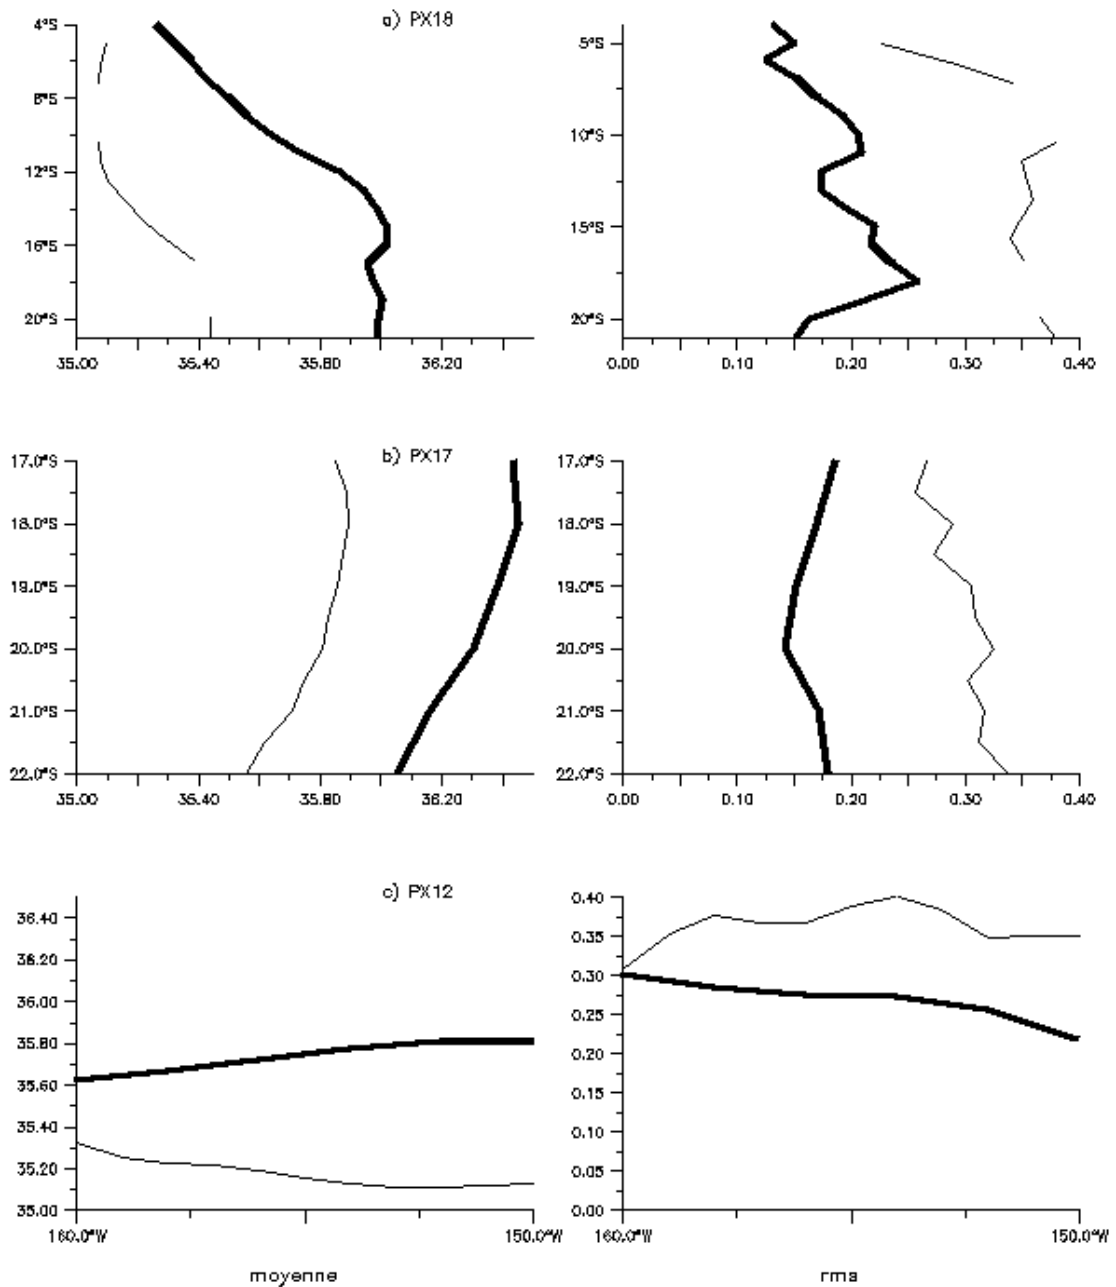 a) PX18
4°S
8°S
12°S
16°S
20°S
35.00 35.40 35.80 36.20
5°S
10°S
15°S
20°S
0.00 0.10 0.20 0.30 0.40
b) PX17
17.0°S
18.0°S
19.0°S
20.0°S
21.0°S
22.0°S
35.00 35.40 35.80 36.20
17.0°S
18.0°S
19.0°S
20.0°S
21.0°S
22.0°S
0.00 0.10 0.20 0.30 0.40
c) PX12
36.40
36.20
36.00
35.80
35.60
35.40
35.20
35.00
160.0°W 150.0°W
moyenne
0.40
0.35
0.30
0.25
0.20
0.15
0.10
0.05
0.00
160.0°W 150.0°W
rms